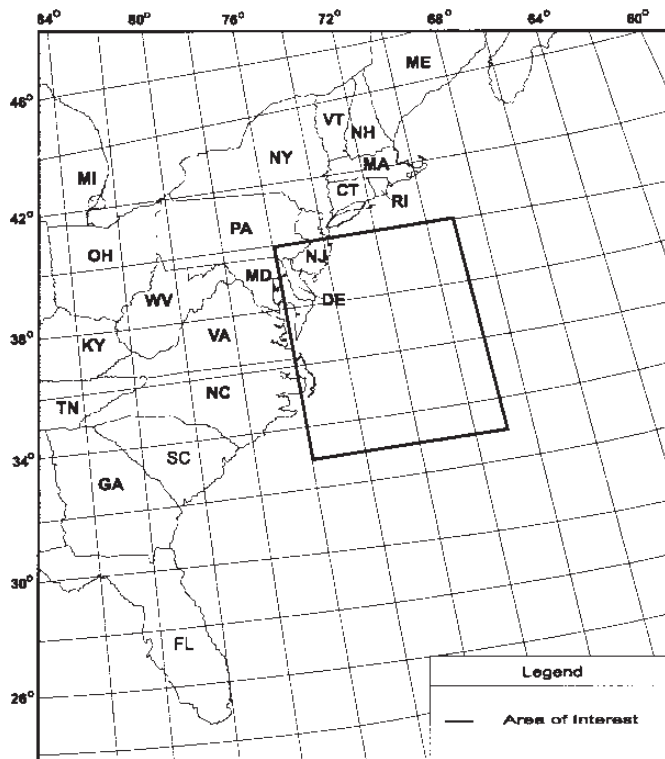 84° 80° 76° 72° 68° 64° 60°
ME
46°
VT
NH
NY
MA
MI
CT
RI
42°
PA
OH
NJ
MD
DE
WV
VA
38°
KY
NC
TN
SC
34°
GA
30°
FL
Legend
26°
Area of Interest